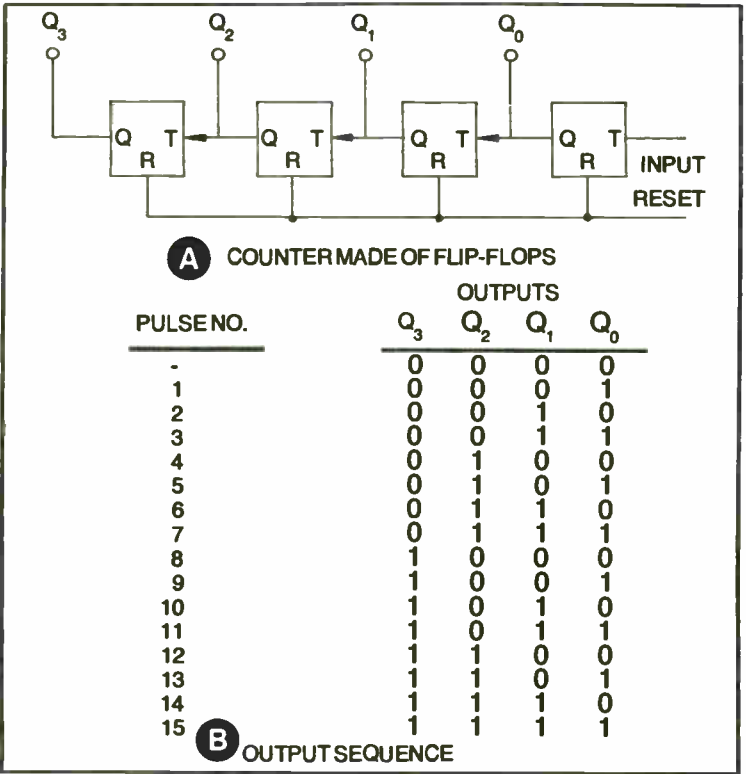 Q3 Q2 Q1 Q0
Q T Q T Q T Q T
R R R R INPUT
RESET
A COUNTER MADE OF FLIP-FLOPS
OUTPUTS
PULSE NO. Q3 Q2 Q1 Q0
- 0 0 0 0
1 0 0 0 1
2 0 0 1 0
3 0 0 1 1
4 0 1 0 0
5 0 1 0 1
6 0 1 1 0
7 0 1 1 1
8 1 0 0 0
9 1 0 0 1
10 1 0 1 0
11 1 0 1 1
12 1 1 0 0
13 1 1 0 1
14 1 1 1 0
15 1 1 1 1
B OUTPUT SEQUENCE